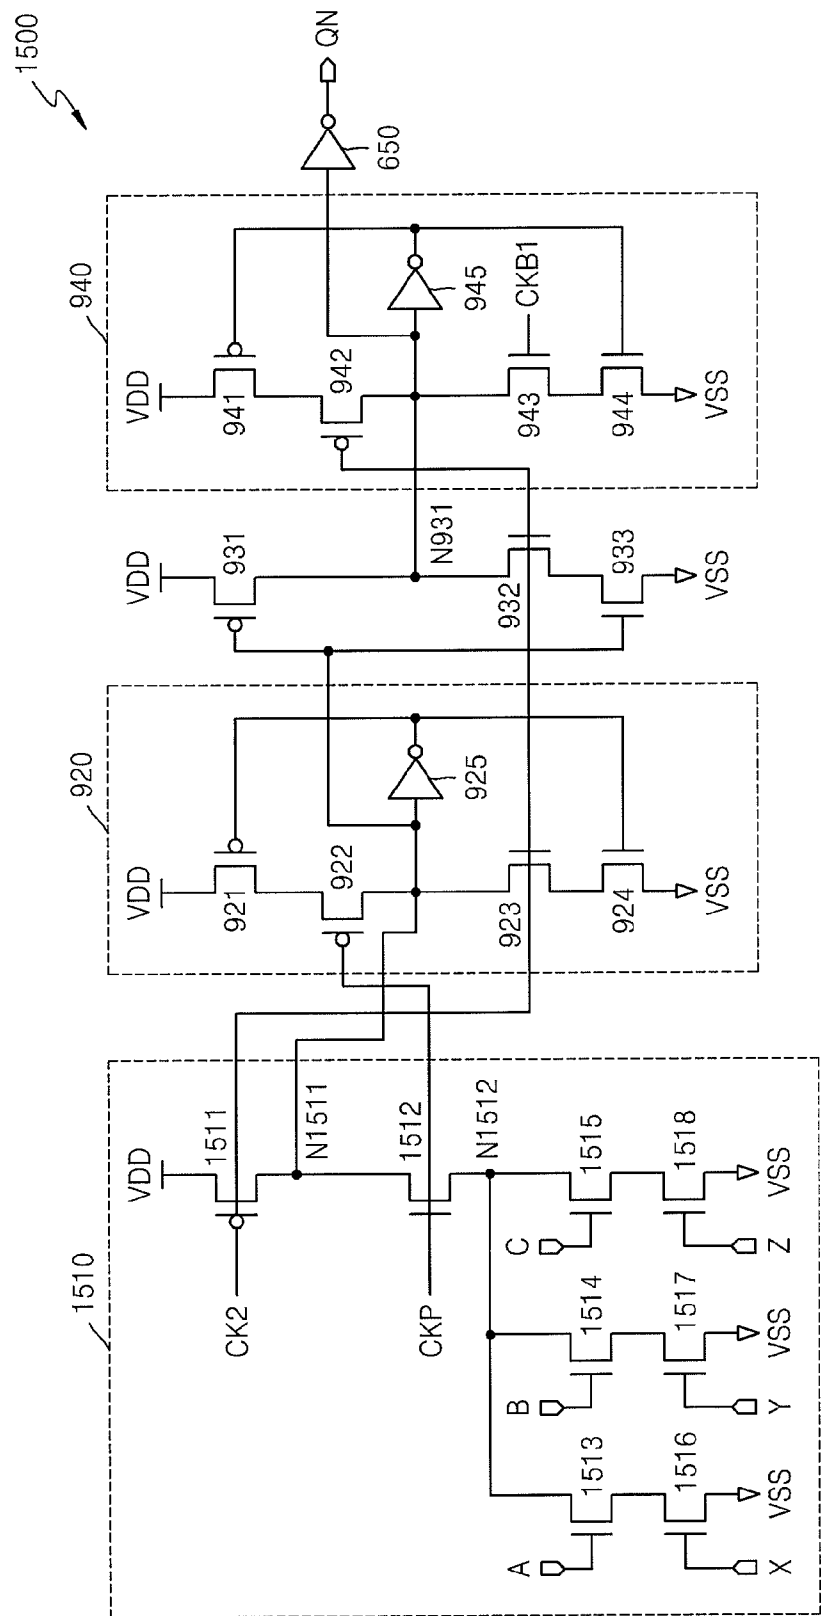 1500
1510
920
940
VDD
VDD
VDD
VDD
1511
921
931
941
CK2
N1511
922
942
650
QN
CKP
1512
925
N931
945
N1512
923
932
943
CKB1
A
B
C
1513
1514
1515
924
933
944
1516
1517
1518
X
Y
Z
VSS
VSS
VSS
VSS
VSS
VSS